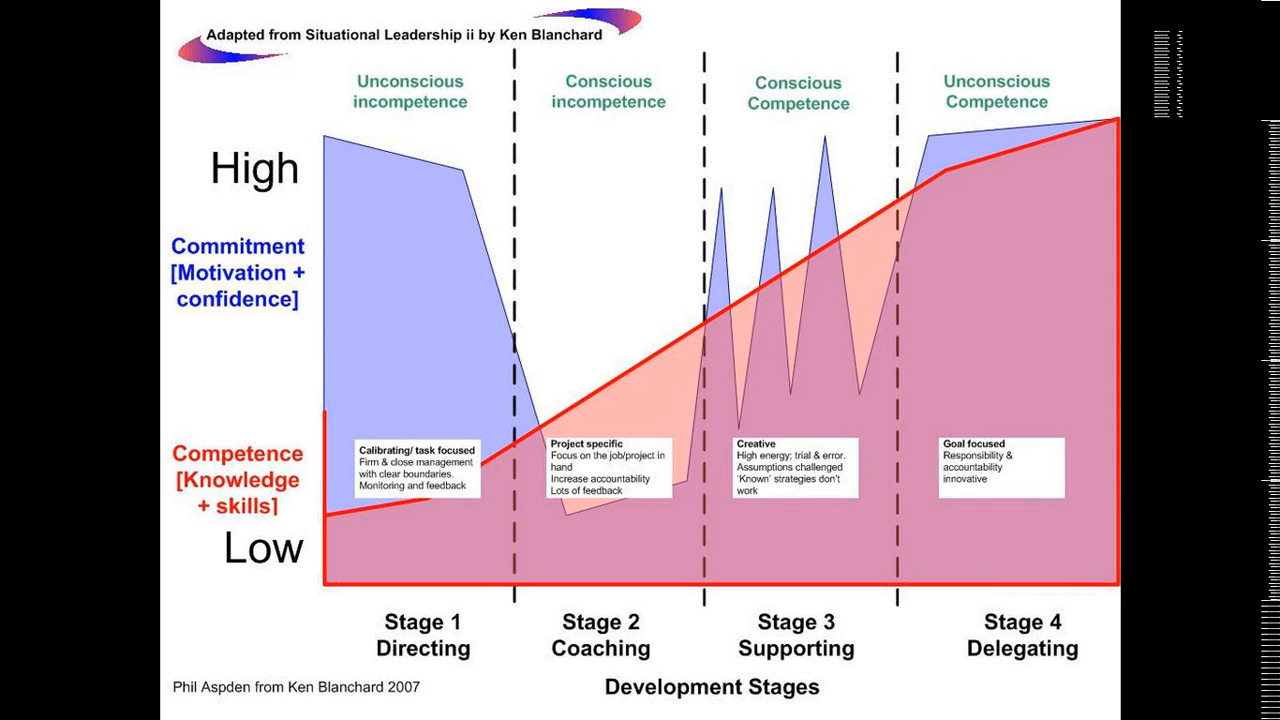 Adapted from Situational Leadership ii by Ken Blanchard
Unconscious
incompetence
Conscious
incompetence
Conscious
Competence
Unconscious
Competence
High
Commitment
[Motivation +
confidence]
Competence
[Knowledge
+ skills]
Low
Calibrating/ task focused
Firm & close management
with clear boundaries.
Monitoring and feedback
Project specific
Focus on the job/project in
hand
Increase accountability
Lots of feedback
Creative
High energy; trial & error.
Assumptions challenged
'Known' strategies don't
work
Goal focused
Responsibility &
accountability
innovative
Stage 1
Directing
Stage 2
Coaching
Stage 3
Supporting
Stage 4
Delegating
Phil Aspden from Ken Blanchard 2007
Development Stages